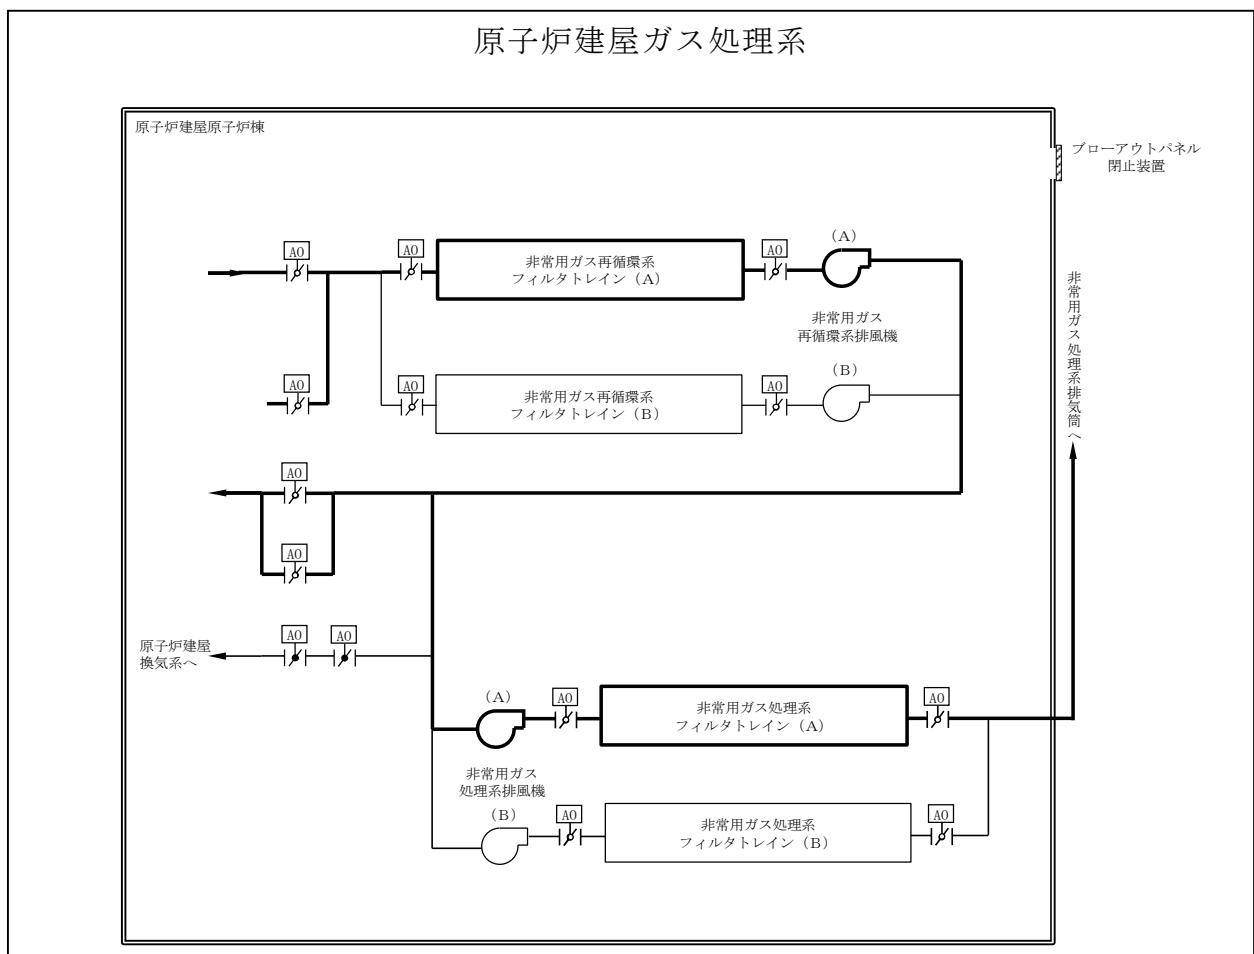 原子炉建屋ガス処理系
原子炉建屋原子炉棟
ブローアウトパネル
閉止装置
AO
AO
AO
(A)
非常用ガス再循環系
フィルタトレイン(A)
非常用ガス
再循環系排風機
非常用ガス処理系排気筒へ
AO
AO
AO
(B)
非常用ガス再循環系
フィルタトレイン(B)
AO
AO
原子炉建屋
換気系へ
AO
AO
(A)
AO
非常用ガス処理系
フィルタトレイン(A)
AO
非常用ガス
処理系排風機
(B)
AO
非常用ガス処理系
フィルタトレイン(B)
AO